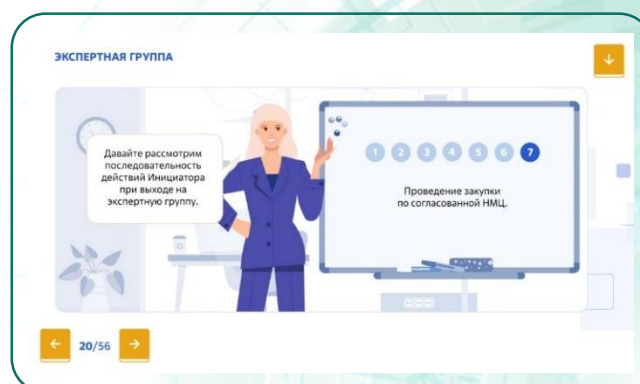 ЭКСПЕРТНАЯ ГРУППА
Давайте рассмотрим
последовательность
действий Инициатора
при выходе на
экспертную группу.
1 2 3 4 5 6 7
Проведение закупки
по согласованной НМЦ.
20/56